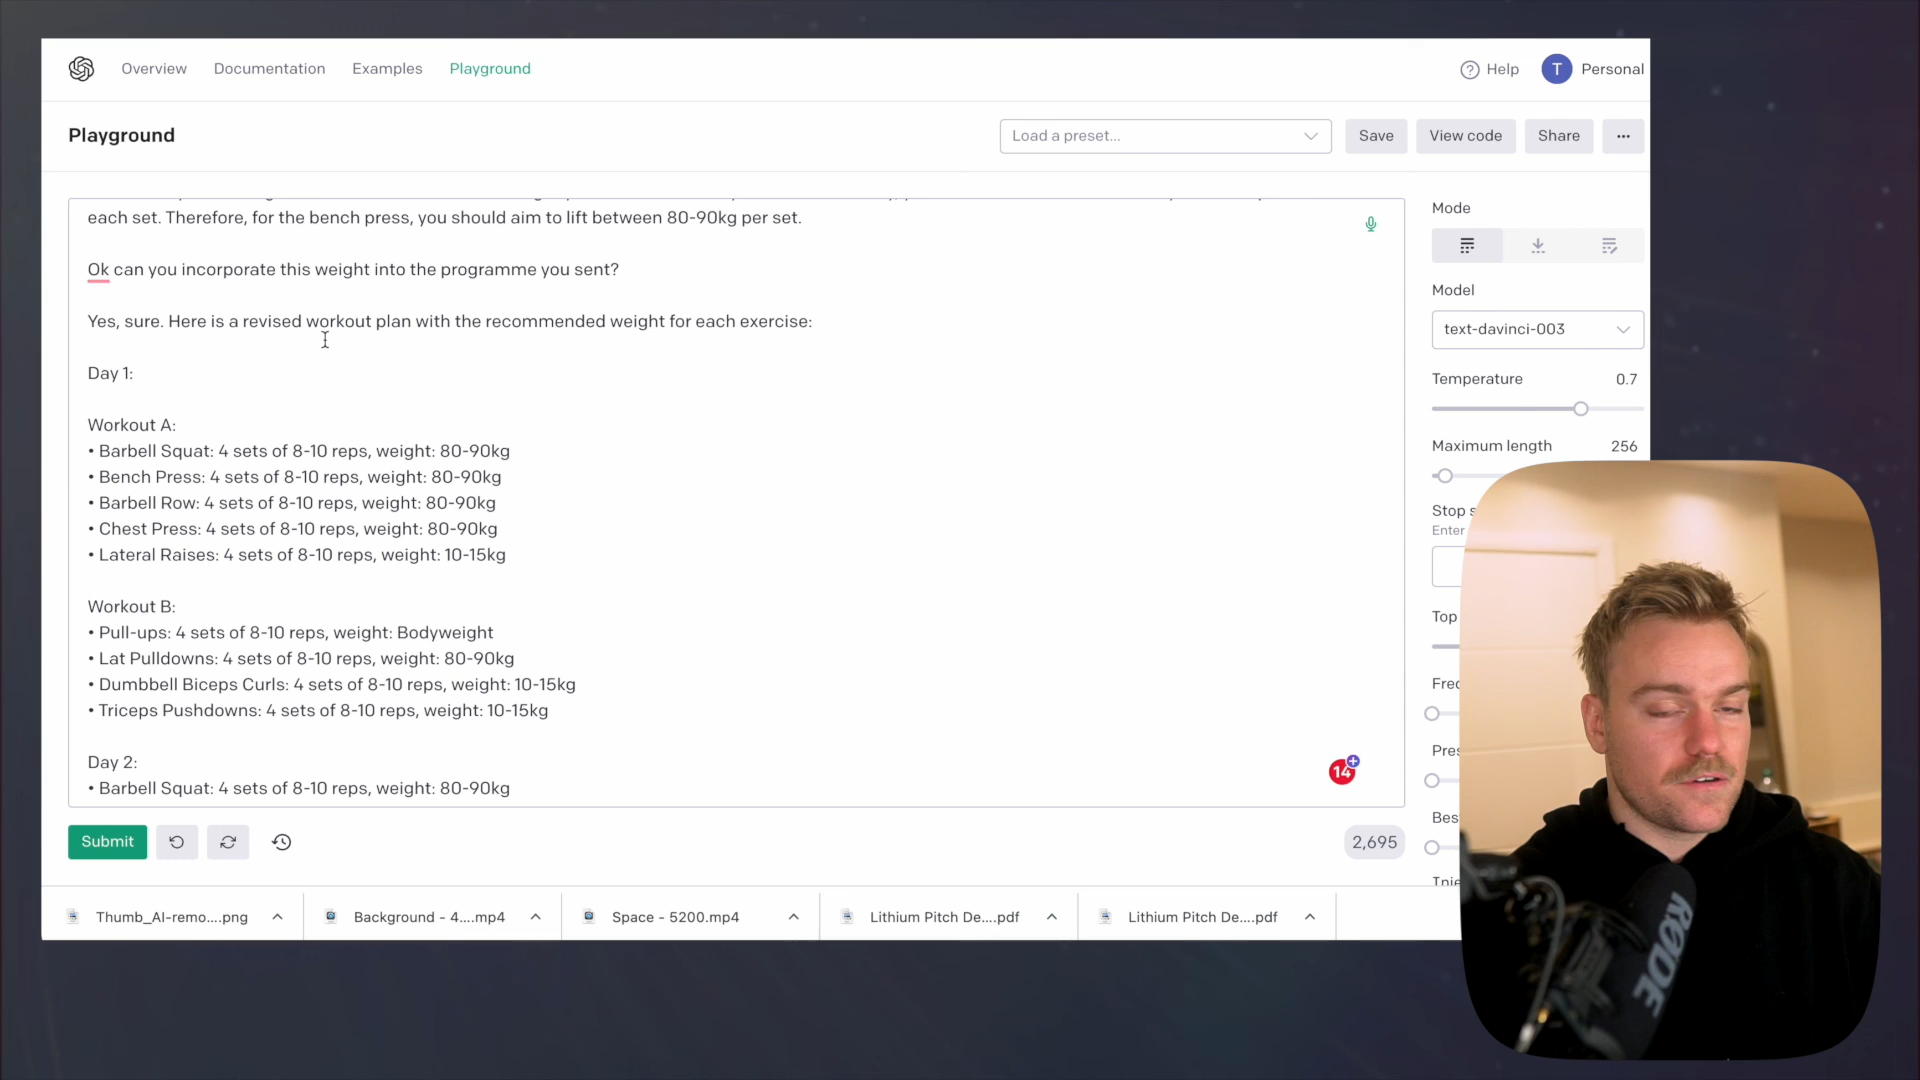 Overview Documentation Examples Playground
Help T Personal
Playground
Load a preset... Save View code Share ...
each set. Therefore, for the bench press, you should aim to lift between 80-90kg per set.
Ok can you incorporate this weight into the programme you sent?
Yes, sure. Here is a revised workout plan with the recommended weight for each exercise:
Day 1:
Workout A:
• Barbell Squat: 4 sets of 8-10 reps, weight: 80-90kg
• Bench Press: 4 sets of 8-10 reps, weight: 80-90kg
• Barbell Row: 4 sets of 8-10 reps, weight: 80-90kg
• Chest Press: 4 sets of 8-10 reps, weight: 80-90kg
• Lateral Raises: 4 sets of 8-10 reps, weight: 10-15kg
Workout B:
• Pull-ups: 4 sets of 8-10 reps, weight: Bodyweight
• Lat Pulldowns: 4 sets of 8-10 reps, weight: 80-90kg
• Dumbbell Biceps Curls: 4 sets of 8-10 reps, weight: 10-15kg
• Triceps Pushdowns: 4 sets of 8-10 reps, weight: 10-15kg
Day 2:
• Barbell Squat: 4 sets of 8-10 reps, weight: 80-90kg
14
Submit
2,695
Mode
Model
text-davinci-003
Temperature 0.7
Maximum length 256
Stop s
Enter
Top
Fre
Pres
Bes
Thumb_AI-remo....png
Background - 4....mp4
Space - 5200.mp4
Lithium Pitch De....pdf
Lithium Pitch De....pdf
RØDE